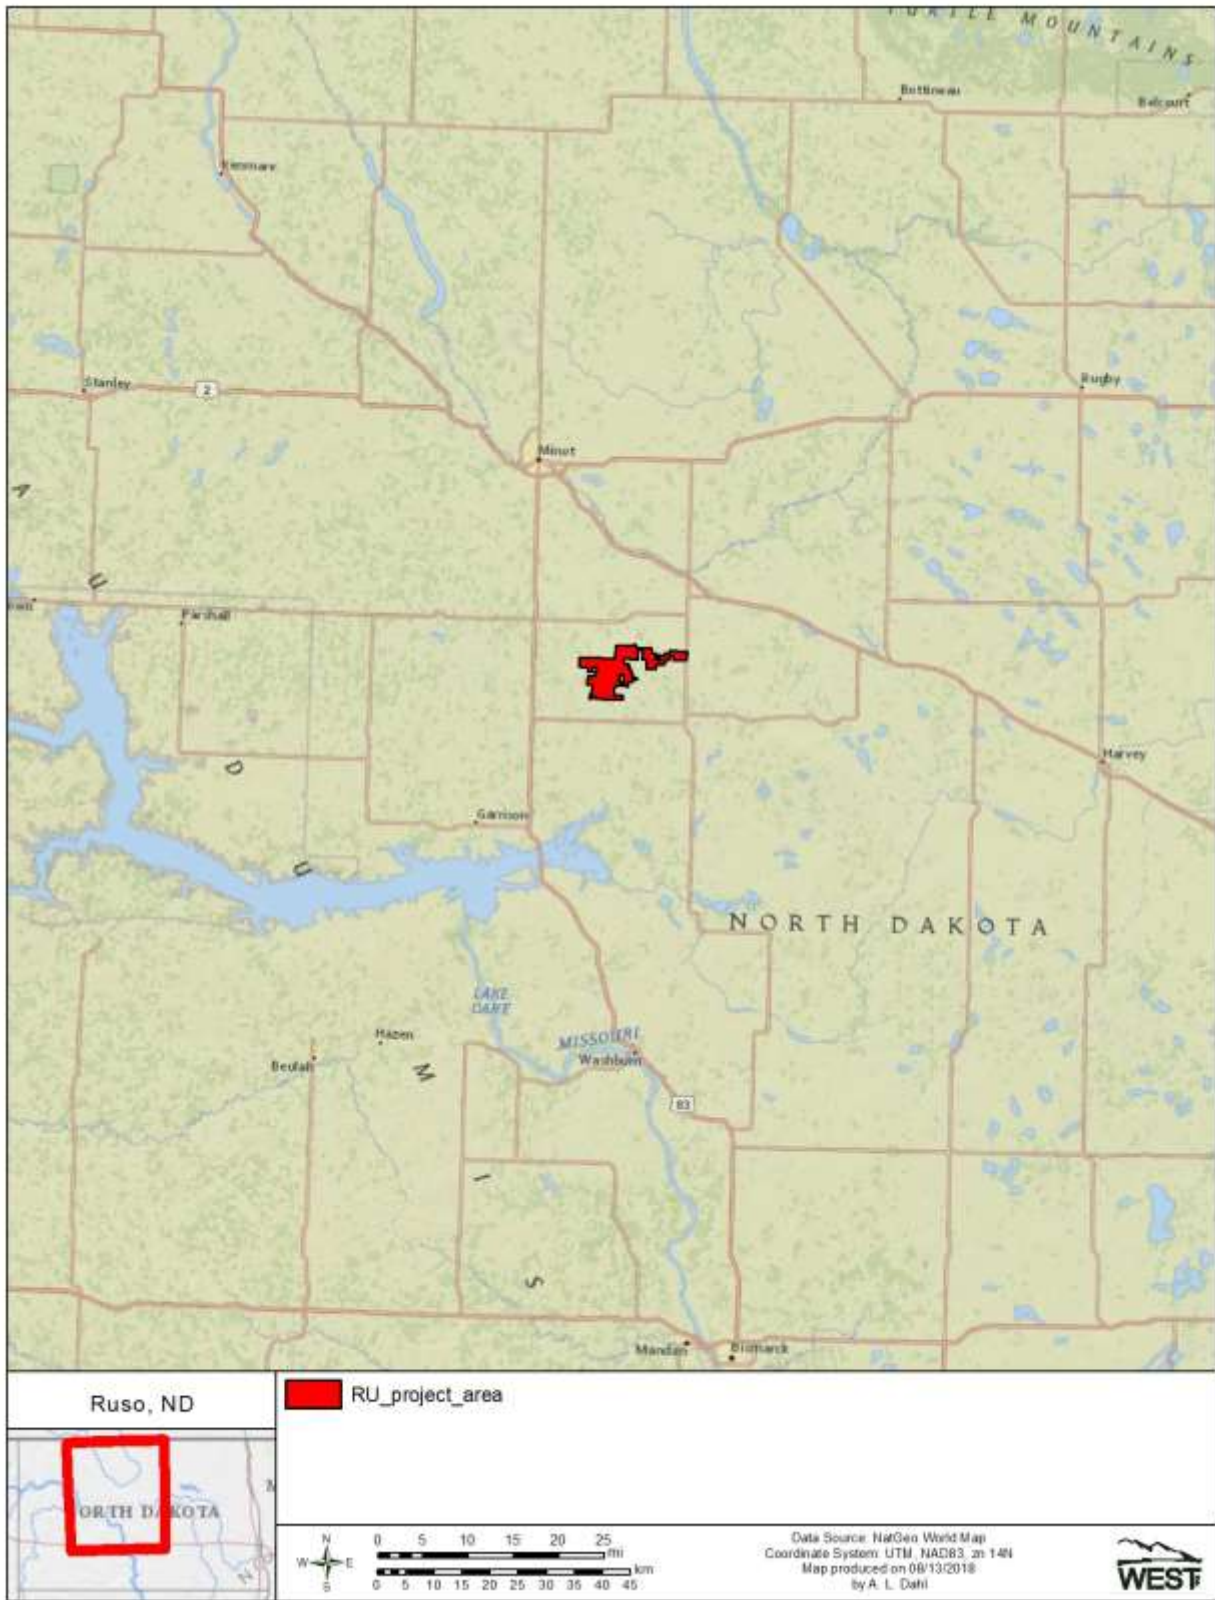 TURTLE MOUNTAINS
Bottineau
Belcourt
Kenmare
Stanley
2
Rugby
Minot
A
U
Parshall
D
Harvey
Garrison
U
NORTH DAKOTA
LAKE
OAHE
MISSOURI
Hazen
Washburn
Beulah
M
83
I
S
Mandan
Bismarck
Ruso, ND
RU_project_area
ORTH DAKOTA
N
W E
S
0 5 10 15 20 25
mi
km
0 5 10 15 20 25 30 35 40 45
Data Source: NatGeo World Map
Coordinate System: UTM, NAD83, zn 14N
Map produced on 08/13/2018
by A. L. Dahl
WEST